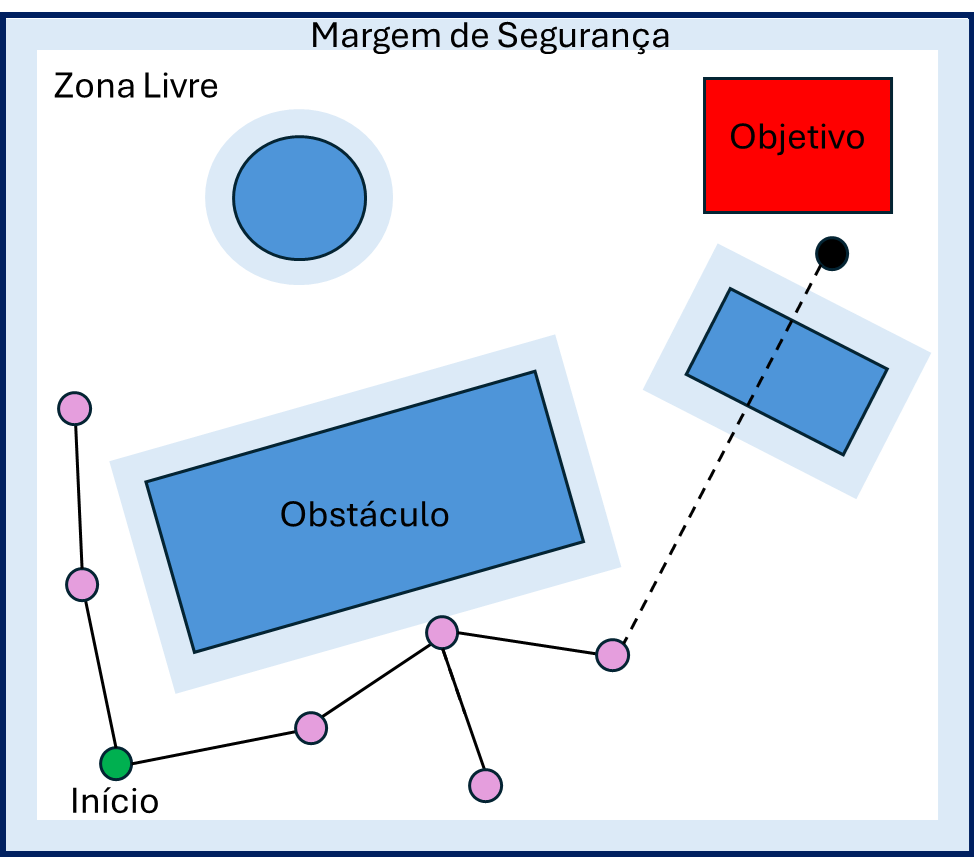 Margem de Segurança
Zona Livre
Objetivo
Obstáculo
Início